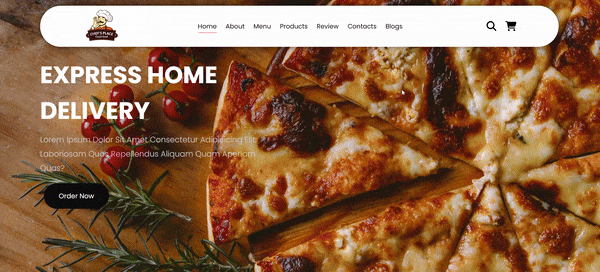 CHEF'S PLACE
Home About Menu Products Review Contacts Blogs
EXPRESS HOME
DELIVERY
Lorem Ipsum Dolor Sit Amet Consectetur Adipisicing Elit
Laboriosam Quas Repellendus Aliquam Quam Aperiam
Quas?
Order Now